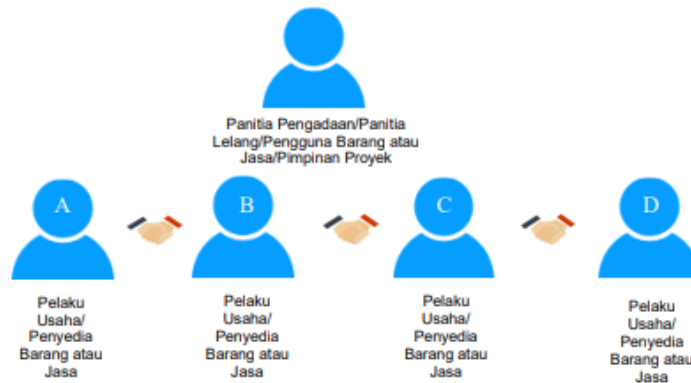 Panitia Pengadaan/Panitia
Lelang/Pengguna Barang atau
Jasa/Pimpinan Proyek
A
B
C
D
Pelaku
Usaha/
Penyedia
Barang atau
Jasa
Pelaku
Usaha/
Penyedia
Barang atau
Jasa
Pelaku
Usaha/
Penyedia
Barang atau
Jasa
Pelaku
Usaha/
Penyedia
Barang atau
Jasa